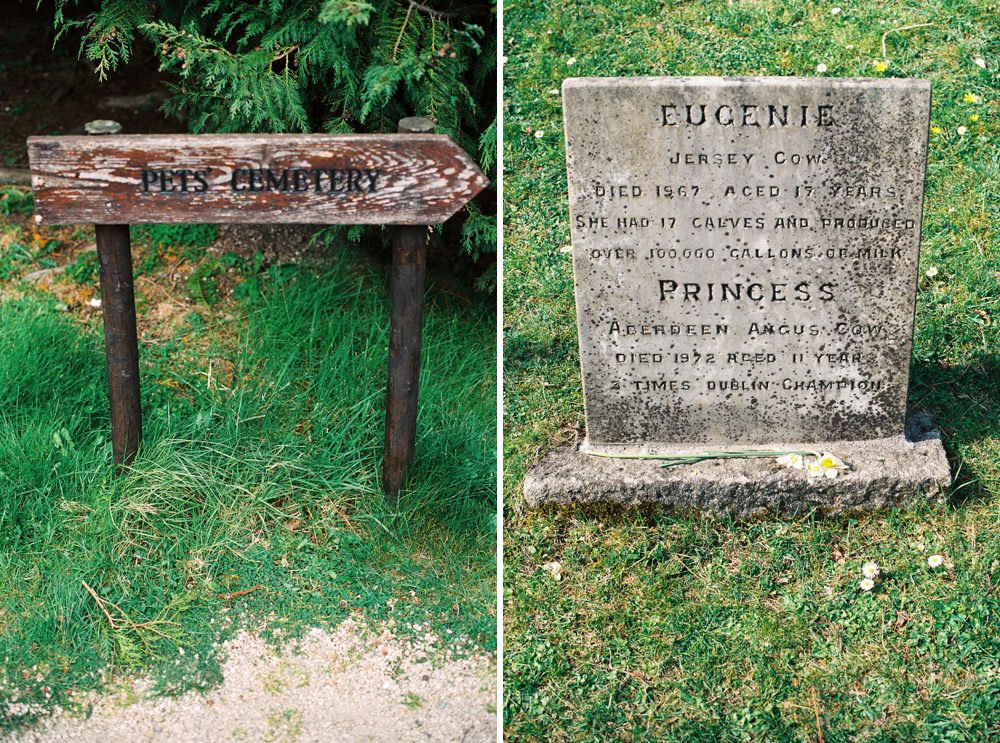 PETS' CEMETERY
EUGENIE
JERSEY COW
DIED 1967 AGED 17 YEARS
SHE HAD 17 CALVES AND PRODUCED
OVER 100,000 GALLONS OF MILK
PRINCESS
ABERDEEN ANGUS COW
DIED 1972 AGED 11 YEARS
3 TIMES DUBLIN CHAMPION